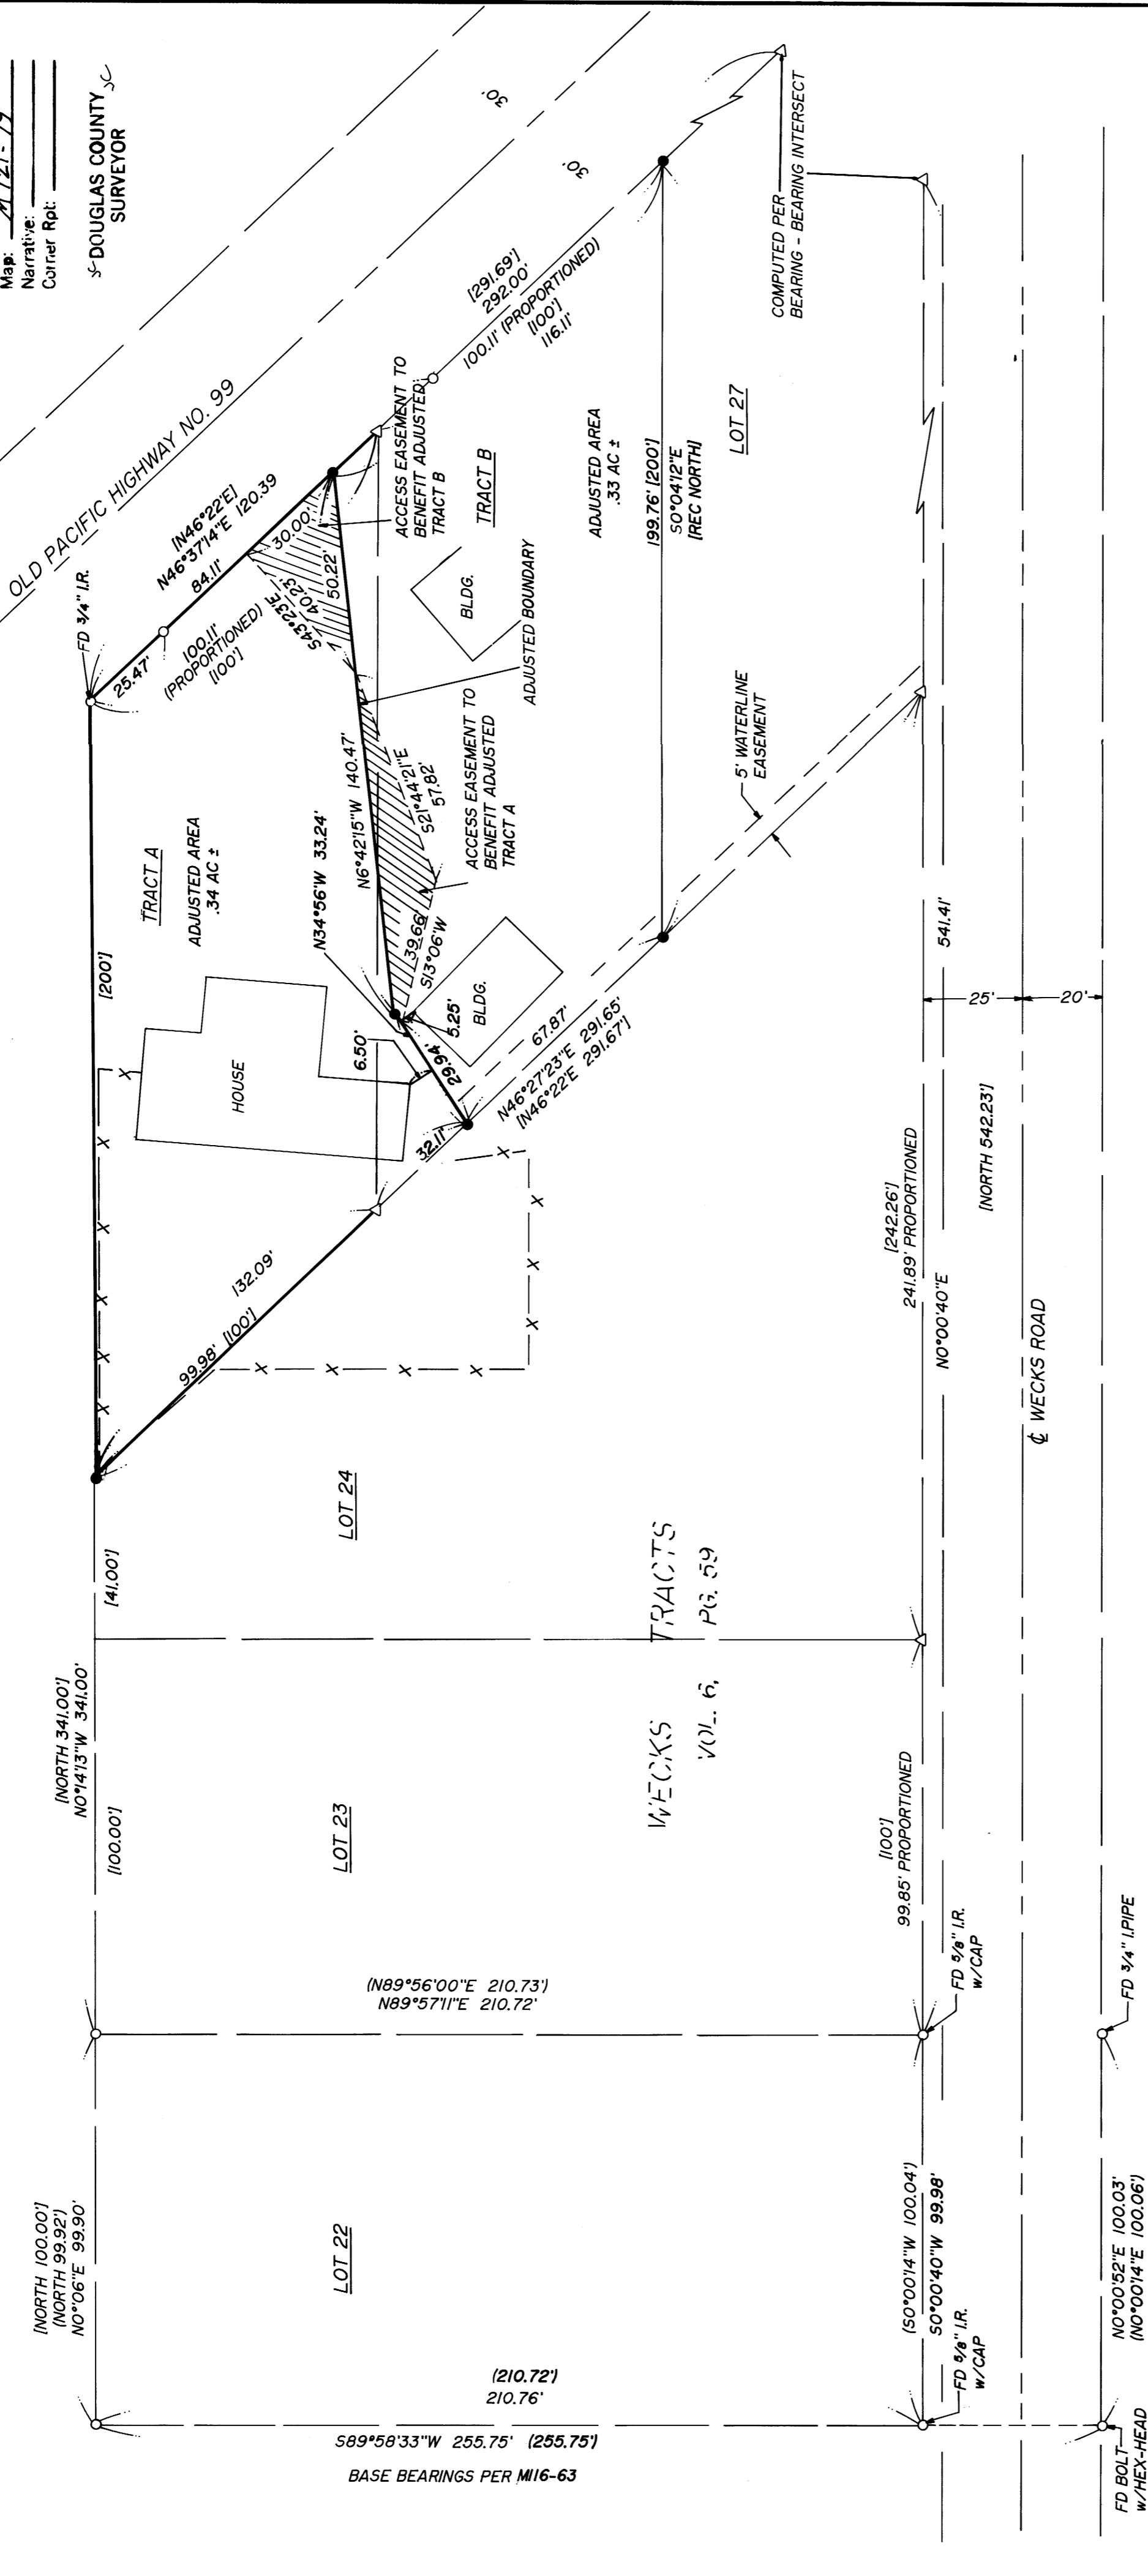 Map: M121-79
Narrative:
Corner Rpt:
DOUGLAS COUNTY
SURVEYOR
OLD PACIFIC HIGHWAY NO. 99
30'
30'
FD 3/4" I.R.
[N46°22'E]
N46°37'14"E 120.39
25.47'
84.11'
30.00'
100.11'
(PROPORTIONED)
[100']
S43°23'E
40.23'
50.22'
[291.69']
292.00'
100.11' (PROPORTIONED)
[100']
116.11'
COMPUTED PER
BEARING - BEARING INTERSECT
ACCESS EASEMENT TO
BENEFIT ADJUSTED
TRACT B
TRACT B
ADJUSTED AREA
.33 AC ±
BLDG.
ADJUSTED BOUNDARY
199.76' [200']
S0°04'12"E
[REC NORTH]
LOT 27
TRACT A
ADJUSTED AREA
.34 AC ±
[200']
N6°42'15"W 140.47'
N34°56'W 33.24'
S21°44'21"E
57.82'
ACCESS EASEMENT TO
BENEFIT ADJUSTED
TRACT A
39.66'
S13°06'W
5' WATERLINE
EASEMENT
HOUSE
6.50'
5.25'
BLDG.
29.94'
67.87'
32.11'
N46°27'23"E 291.65'
[N46°22'E 291.67']
132.09'
99.98' [100']
541.41'
25'
20'
[NORTH 542.23']
[242.26']
241.89' PROPORTIONED
N0°00'40"E
℄ WECKS ROAD
[41.00']
LOT 24
WECKS TRACTS
VOL. 6, PG. 59
[NORTH 341.00']
N0°14'13"W 341.00'
[100.00']
LOT 23
[100']
99.85' PROPORTIONED
(N89°56'00"E 210.73')
N89°57'11"E 210.72'
FD 5/8" I.R.
w/CAP
FD 3/4" I.PIPE
[NORTH 100.00']
(NORTH 99.92')
N0°06"E 99.90'
LOT 22
(S0°00'14"W 100.04')
S0°00'40"W 99.98'
FD 5/8" I.R.
w/CAP
N0°00'52"E 100.03'
(N0°00'14"E 100.06')
(210.72')
210.76'
S89°58'33"W 255.75' (255.75')
BASE BEARINGS PER M116-63
FD BOLT
w/HEX-HEAD